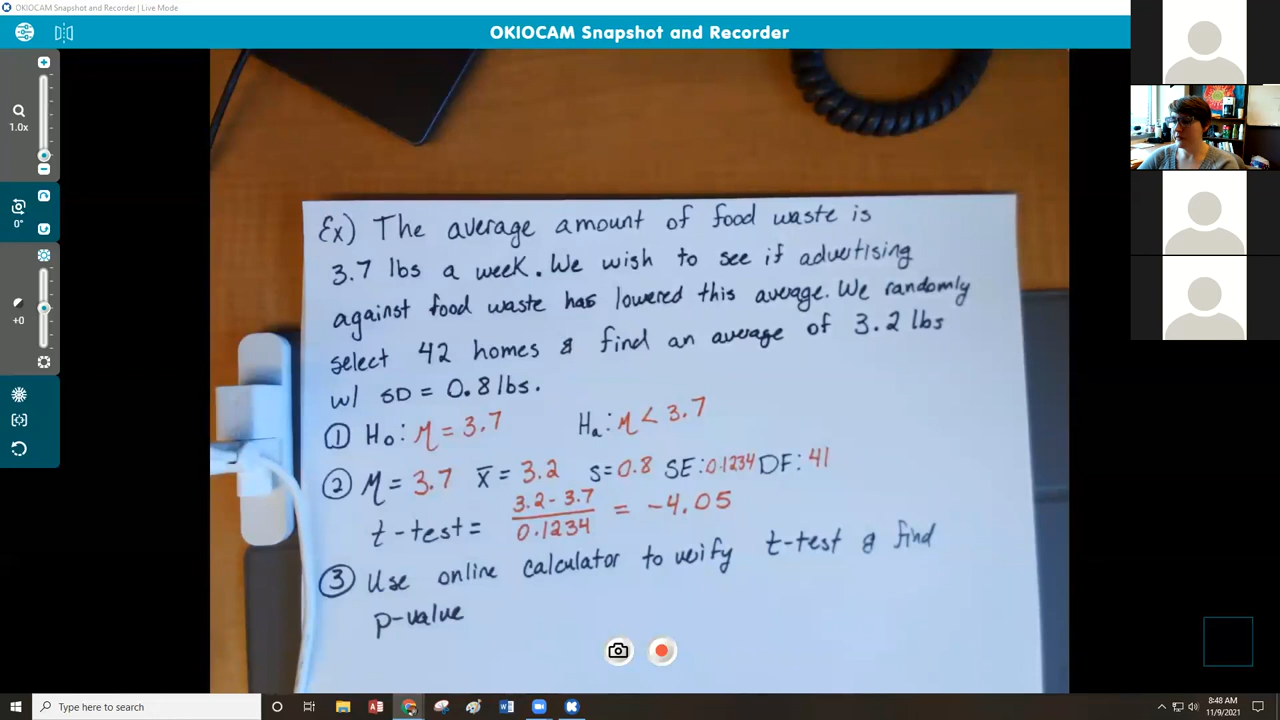 OKIOCAM Snapshot and Recorder | Live Mode
OKIOCAM Snapshot and Recorder
1.0x
0°
+0
Ex) The average amount of food waste is
3.7 lbs a week. We wish to see if advertising
against food waste has lowered this average. We randomly
select 42 homes & find an average of 3.2 lbs
w/ SD = 0.8 lbs.
① H₀: μ = 3.7 Hₐ: μ < 3.7
② μ = 3.7 x̄ = 3.2 s = 0.8 SE: 0.1234 DF: 41
t-test = 3.2 - 3.7 / 0.1234 = -4.05
③ Use online calculator to verify t-test & find
p-value
Type here to search
8:48 AM
11/9/2021